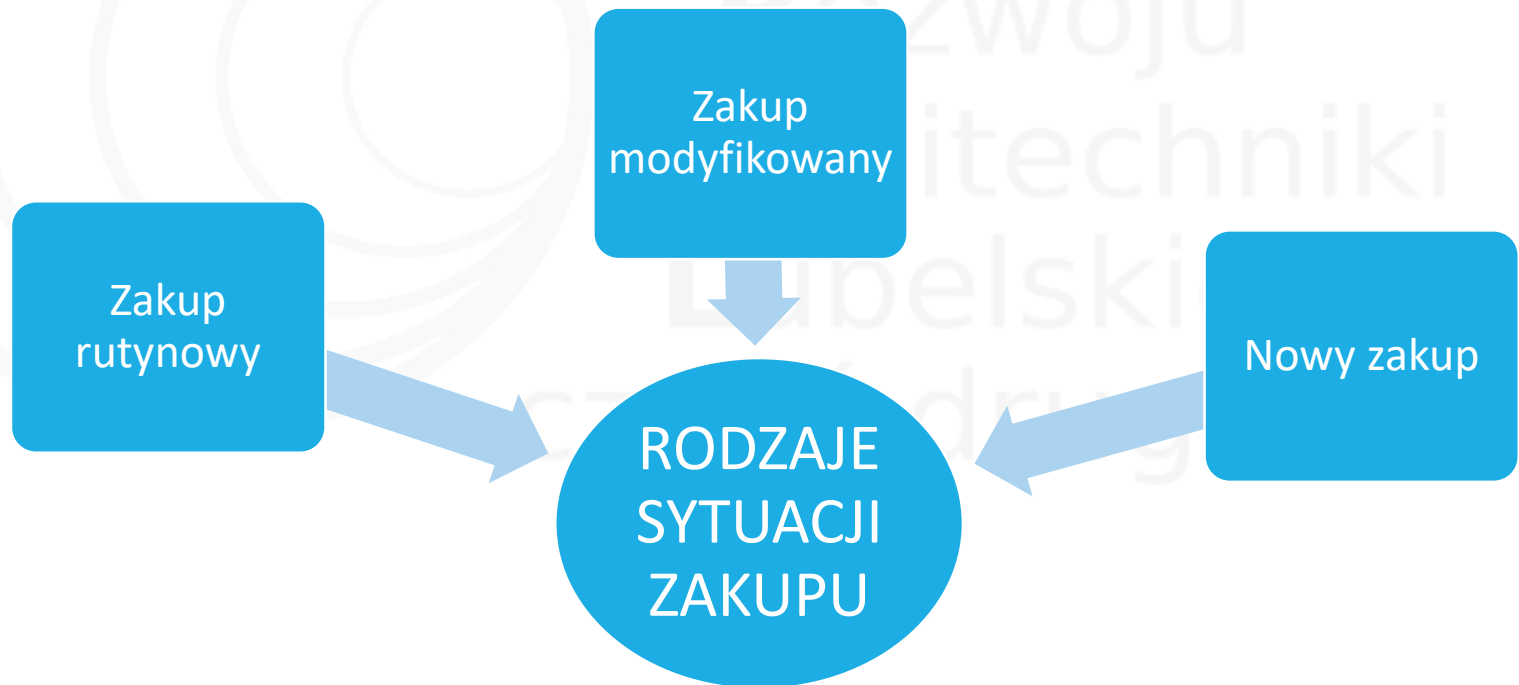 Zakup
modyfikowany
Zakup
rutynowy
Nowy zakup
RODZAJE
SYTUACJI
ZAKUPU